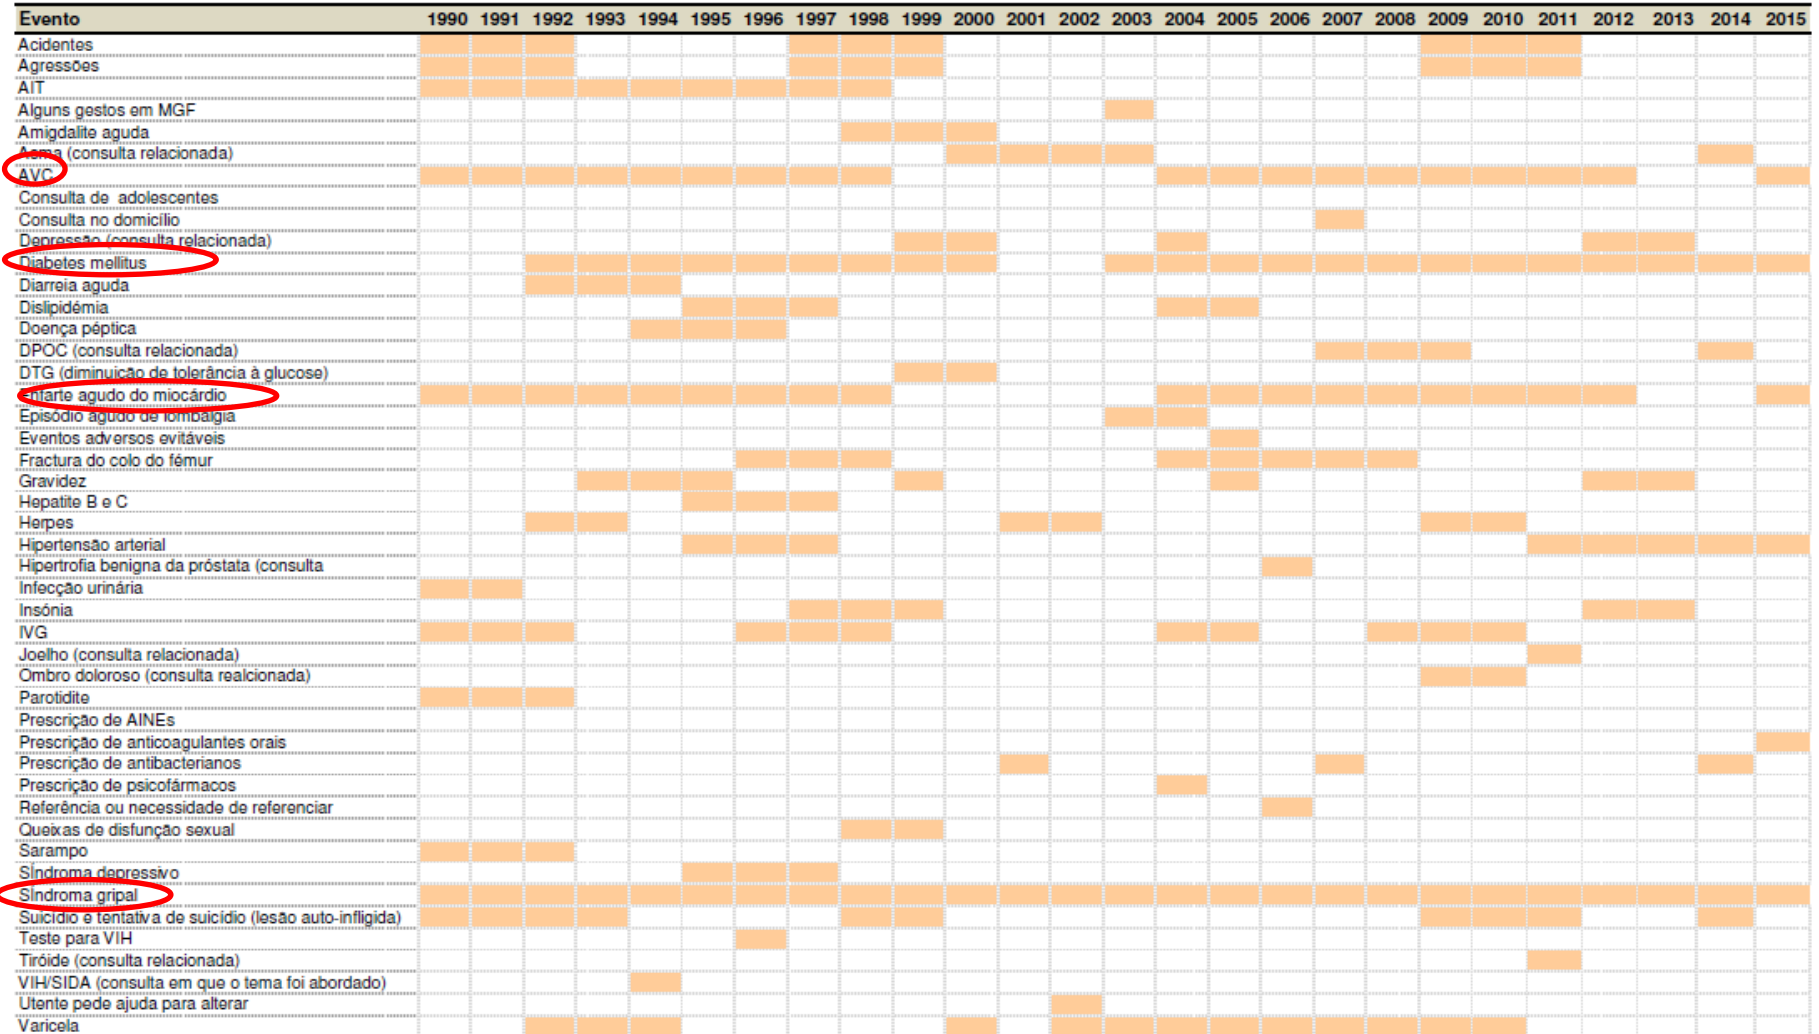 Evento 1990 1991 1992 1993 1994 1995 1996 1997 1998 1999 2000 2001 2002 2003 2004 2005 2006 2007 2008 2009 2010 2011 2012 2013 2014 2015
Acidentes
Agressões
AIT
Alguns gestos em MGF
Amigdalite aguda
Asma (consulta relacionada)
AVC
Consulta de adolescentes
Consulta no domicílio
Depressão (consulta relacionada)
Diabetes mellitus
Diarreia aguda
Dislipidémia
Doença péptica
DPOC (consulta relacionada)
DTG (diminuição de tolerância à glucose)
Enfarte agudo do miocárdio
Episódio agudo de lombalgia
Eventos adversos evitáveis
Fractura do colo do fémur
Gravidez
Hepatite B e C
Herpes
Hipertensão arterial
Hipertrofia benigna da próstata (consulta
Infecção urinária
Insónia
IVG
Joelho (consulta relacionada)
Ombro doloroso (consulta realcionada)
Parotidite
Prescrição de AINEs
Prescrição de anticoagulantes orais
Prescrição de antibacterianos
Prescrição de psicofármacos
Referência ou necessidade de referenciar
Queixas de disfunção sexual
Sarampo
Síndroma depressivo
Síndroma gripal
Suicídio e tentativa de suicídio (lesão auto-infligida)
Teste para VIH
Tiróide (consulta relacionada)
VIH/SIDA (consulta em que o tema foi abordado)
Utente pede ajuda para alterar
Varicela